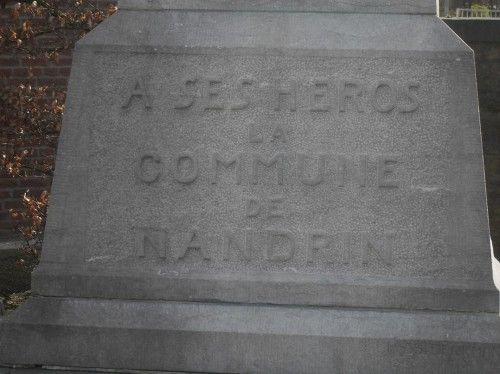 A SES HEROS
LA
COMMUNE
DE
NANDRIN